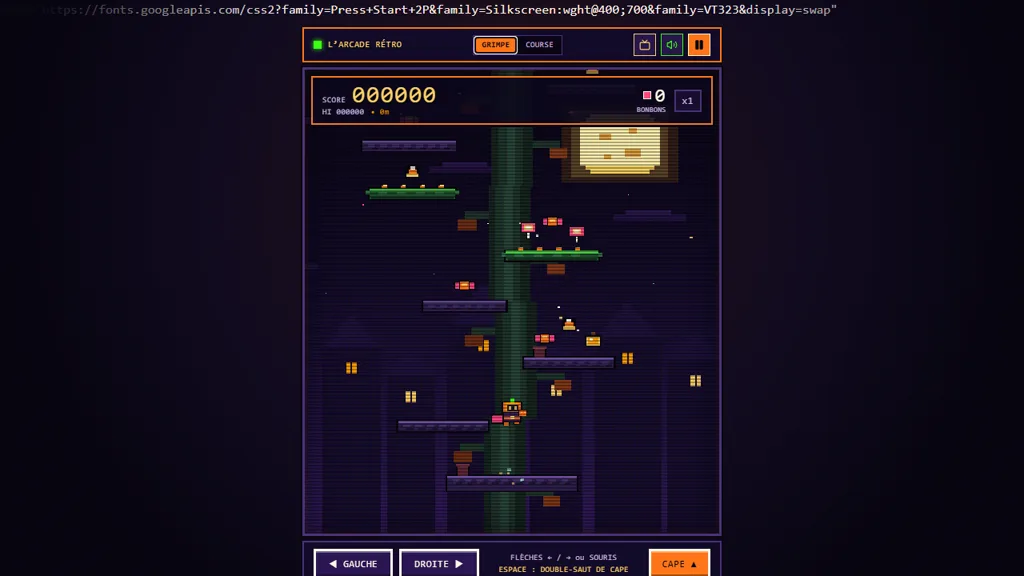 https://fonts.googleapis.com/css2?family=Press+Start+2P&family=Silkscreen:wght@400;700&family=VT323&display=swap"
L'ARCADE RÉTRO
GRIMPE
COURSE
SCORE 000000
HI 000000 • 0m
0
BONBONS
x1
◀ GAUCHE
DROITE ▶
FLÈCHES ← / → ou SOURIS
ESPACE : DOUBLE-SAUT DE CAPE
CAPE ▲